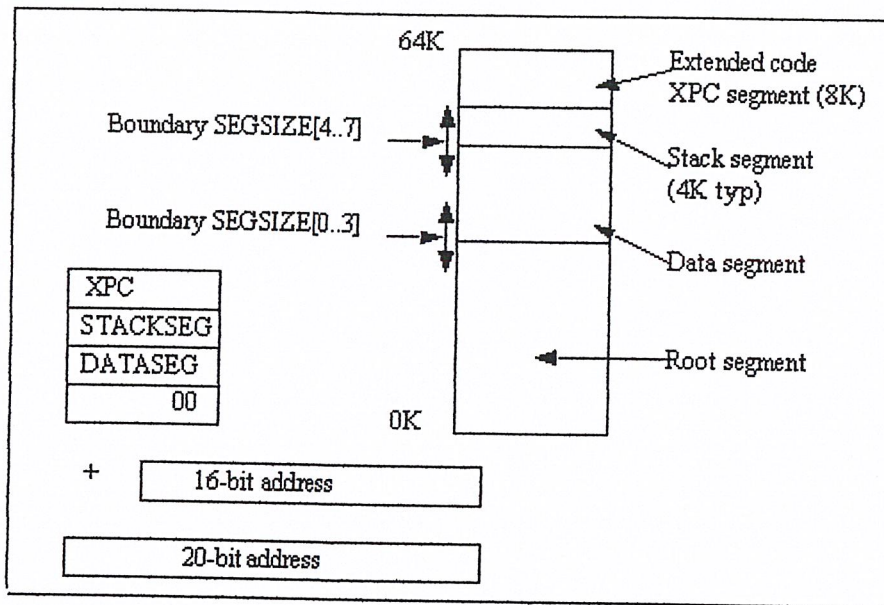 64K
Extended code
XPC segment (8K)
Boundary SEGSIZE[4..7]
Stack segment
(4K typ)
Boundary SEGSIZE[0..3]
Data segment
XPC
STACKSEG
DATASEG
00
Root segment
0K
+
16-bit address
20-bit address